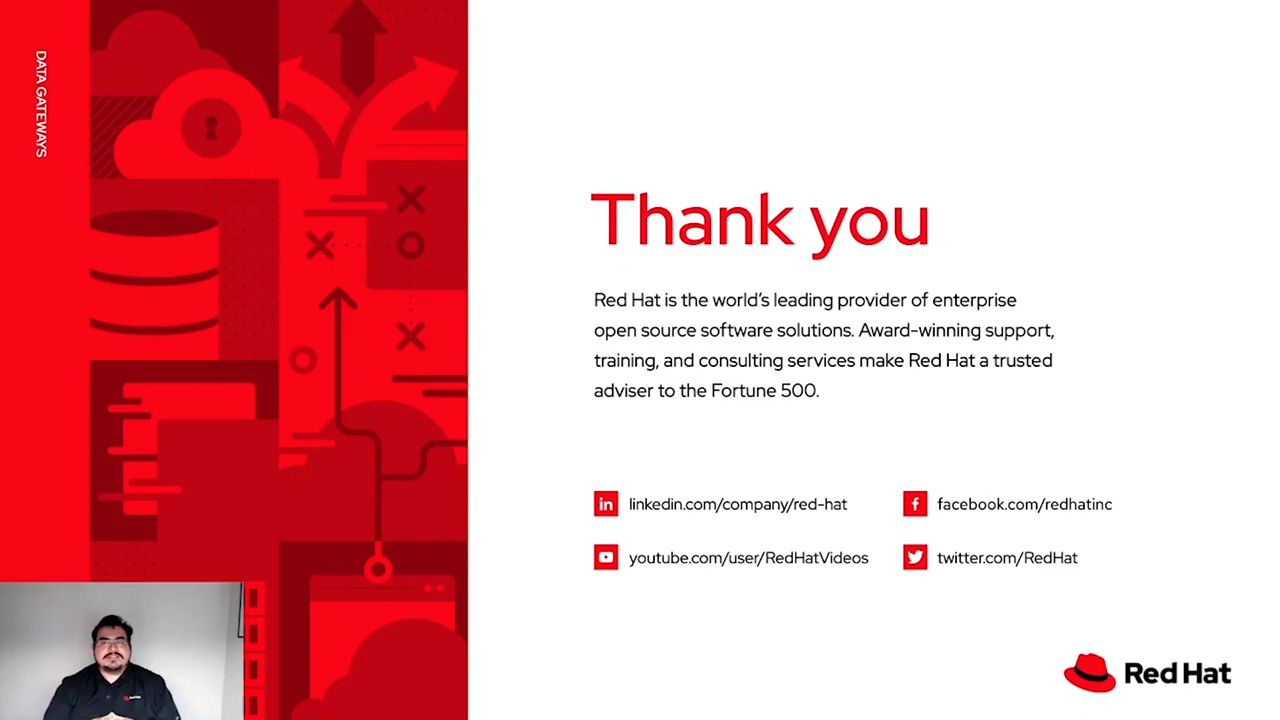 DATA GATEWAYS
Thank you
Red Hat is the world's leading provider of enterprise
open source software solutions. Award-winning support,
training, and consulting services make Red Hat a trusted
adviser to the Fortune 500.
linkedin.com/company/red-hat
facebook.com/redhatinc
youtube.com/user/RedHatVideos
twitter.com/RedHat
Red Hat
Red Hat